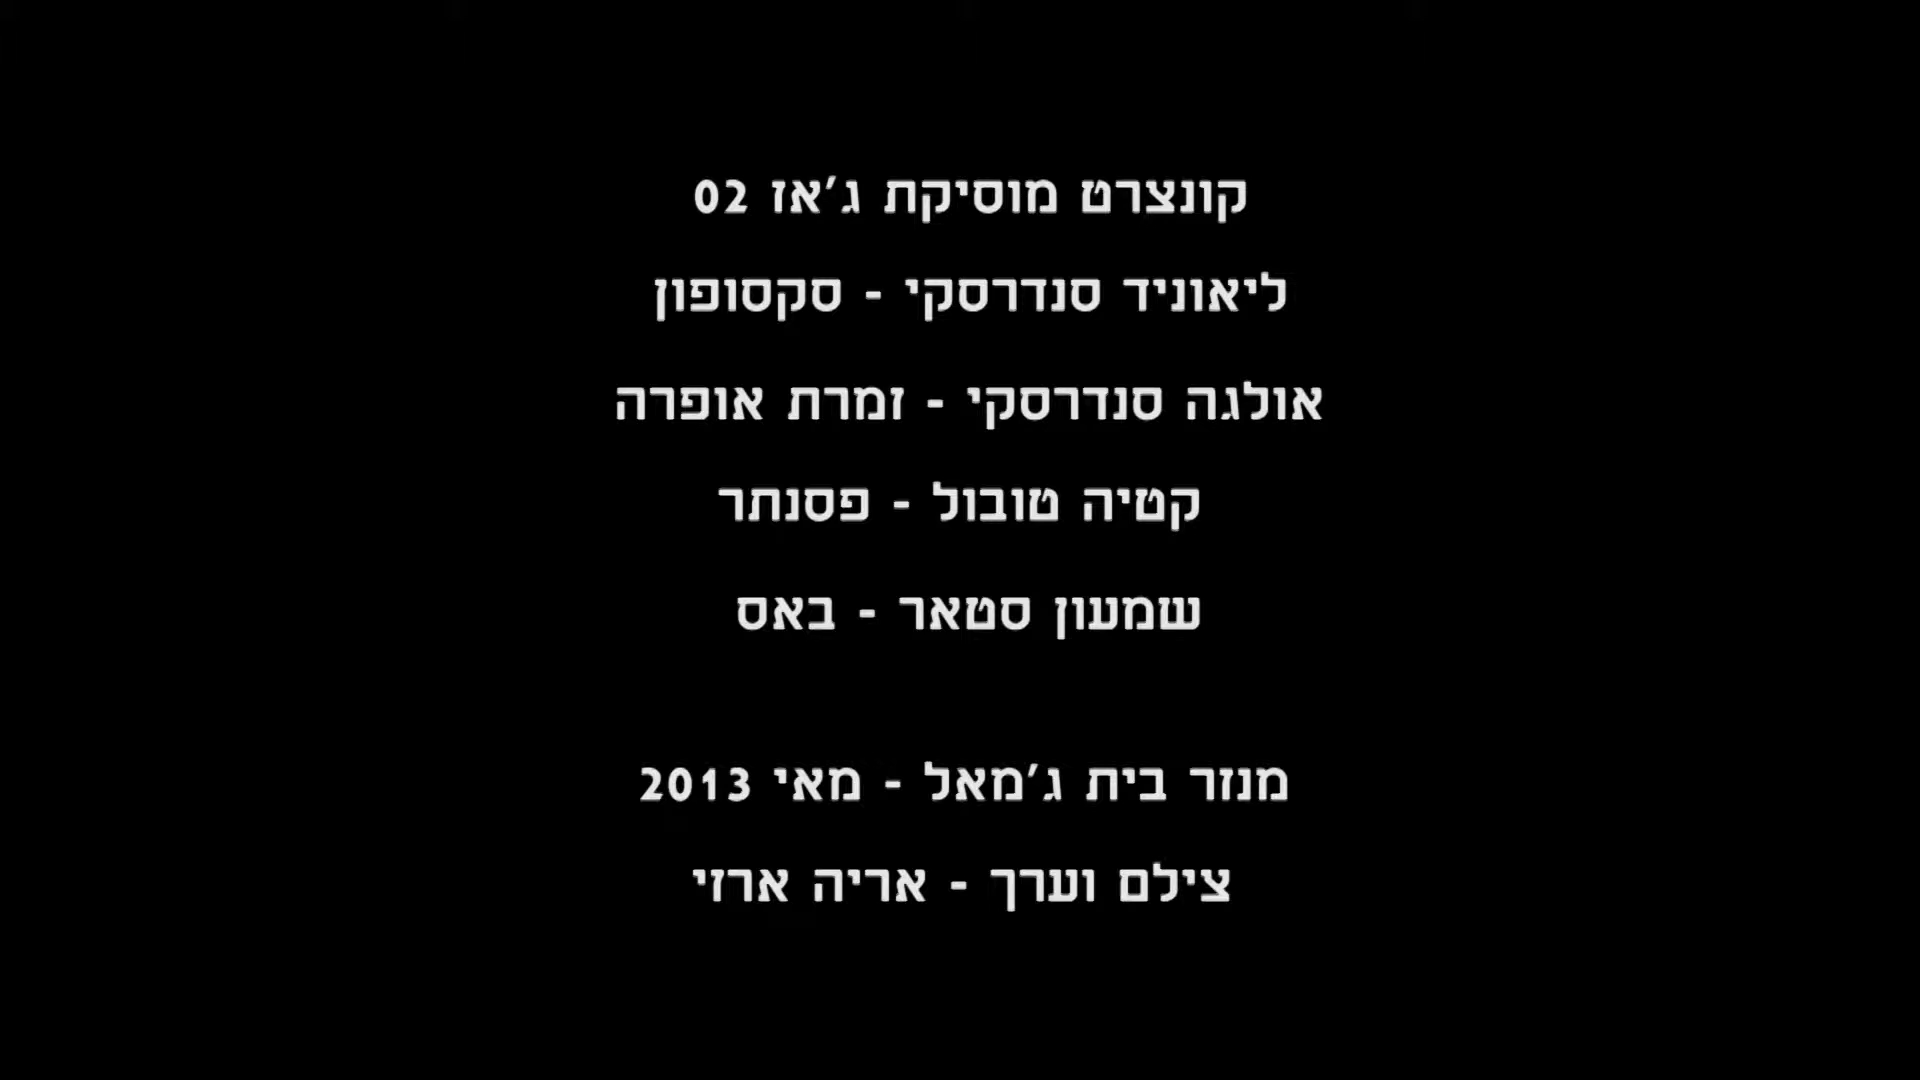 קונצרט מוסיקת ג'אז 02
ליאוניד סנדרסקי - סקסופון
אולגה סנדרסקי - זמרת אופרה
קטיה טובול - פסנתר
שמעון סטאר - באס
מנזר בית ג'מאל - מאי 2013
צילם וערך - אריה ארזי